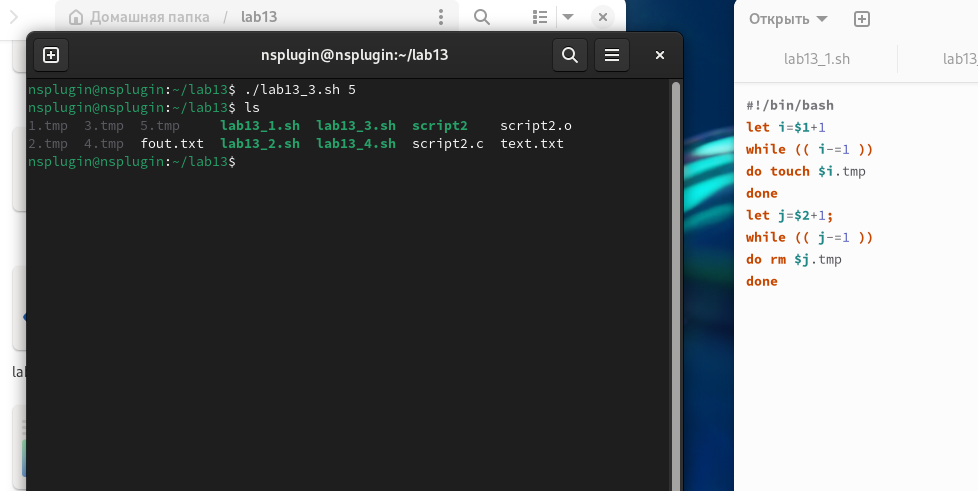 Домашняя папка / lab13
Открыть
nsplugin@nsplugin:~/lab13
lab13_1.sh
lab13_
nsplugin@nsplugin:~/lab13$ ./lab13_3.sh 5
nsplugin@nsplugin:~/lab13$ ls
1.tmp 3.tmp 5.tmp lab13_1.sh lab13_3.sh script2 script2.o
2.tmp 4.tmp fout.txt lab13_2.sh lab13_4.sh script2.c text.txt
nsplugin@nsplugin:~/lab13$
#!/bin/bash
let i=$1+1
while (( i-=1 ))
do touch $i.tmp
done
let j=$2+1;
while (( j-=1 ))
do rm $j.tmp
done